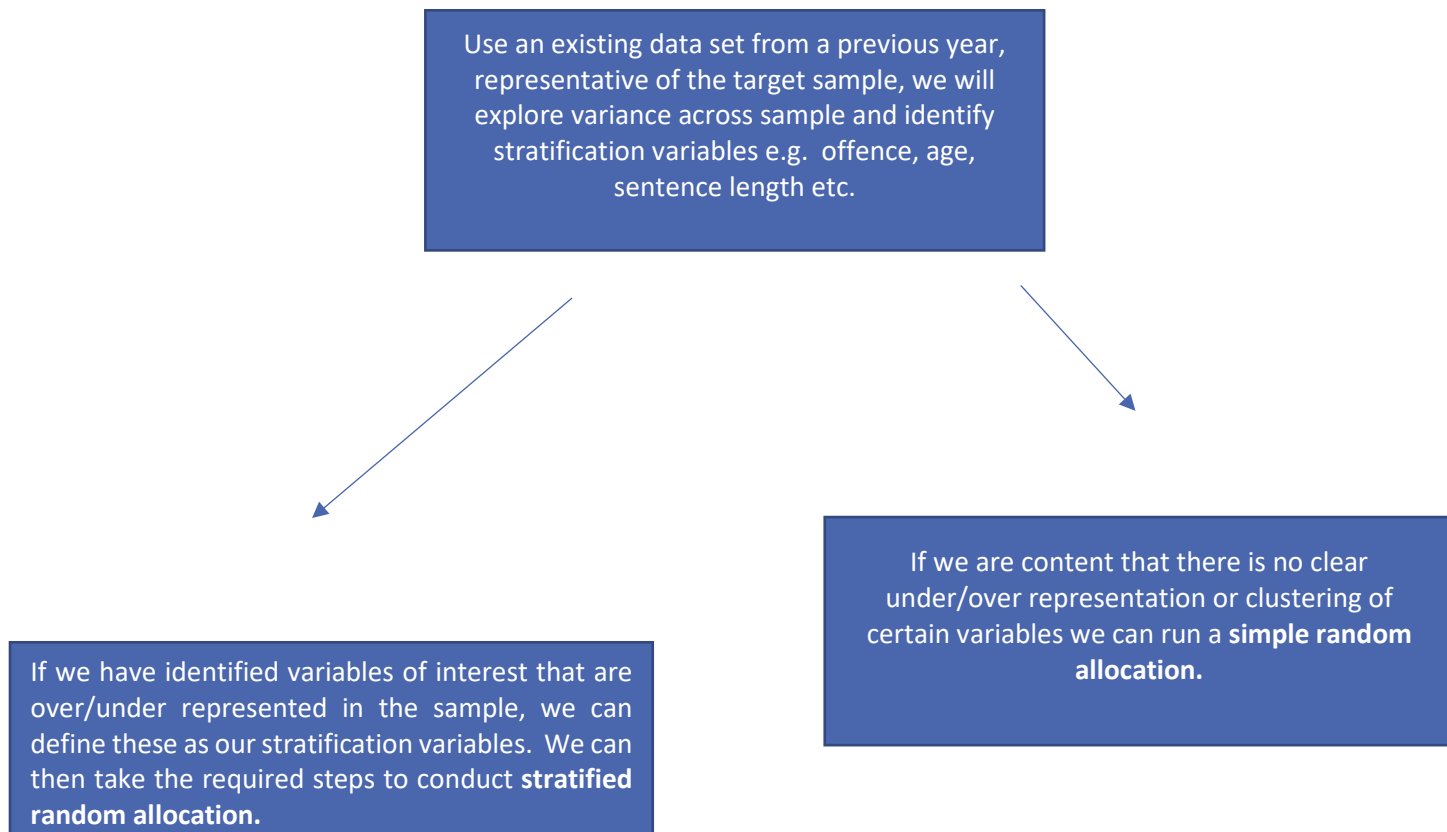 Use an existing data set from a previous year,
representative of the target sample, we will
explore variance across sample and identify
stratification variables e.g. offence, age,
sentence length etc.
If we are content that there is no clear
under/over representation or clustering of
certain variables we can run a simple random
allocation.
If we have identified variables of interest that are
over/under represented in the sample, we can
define these as our stratification variables. We can
then take the required steps to conduct stratified
random allocation.